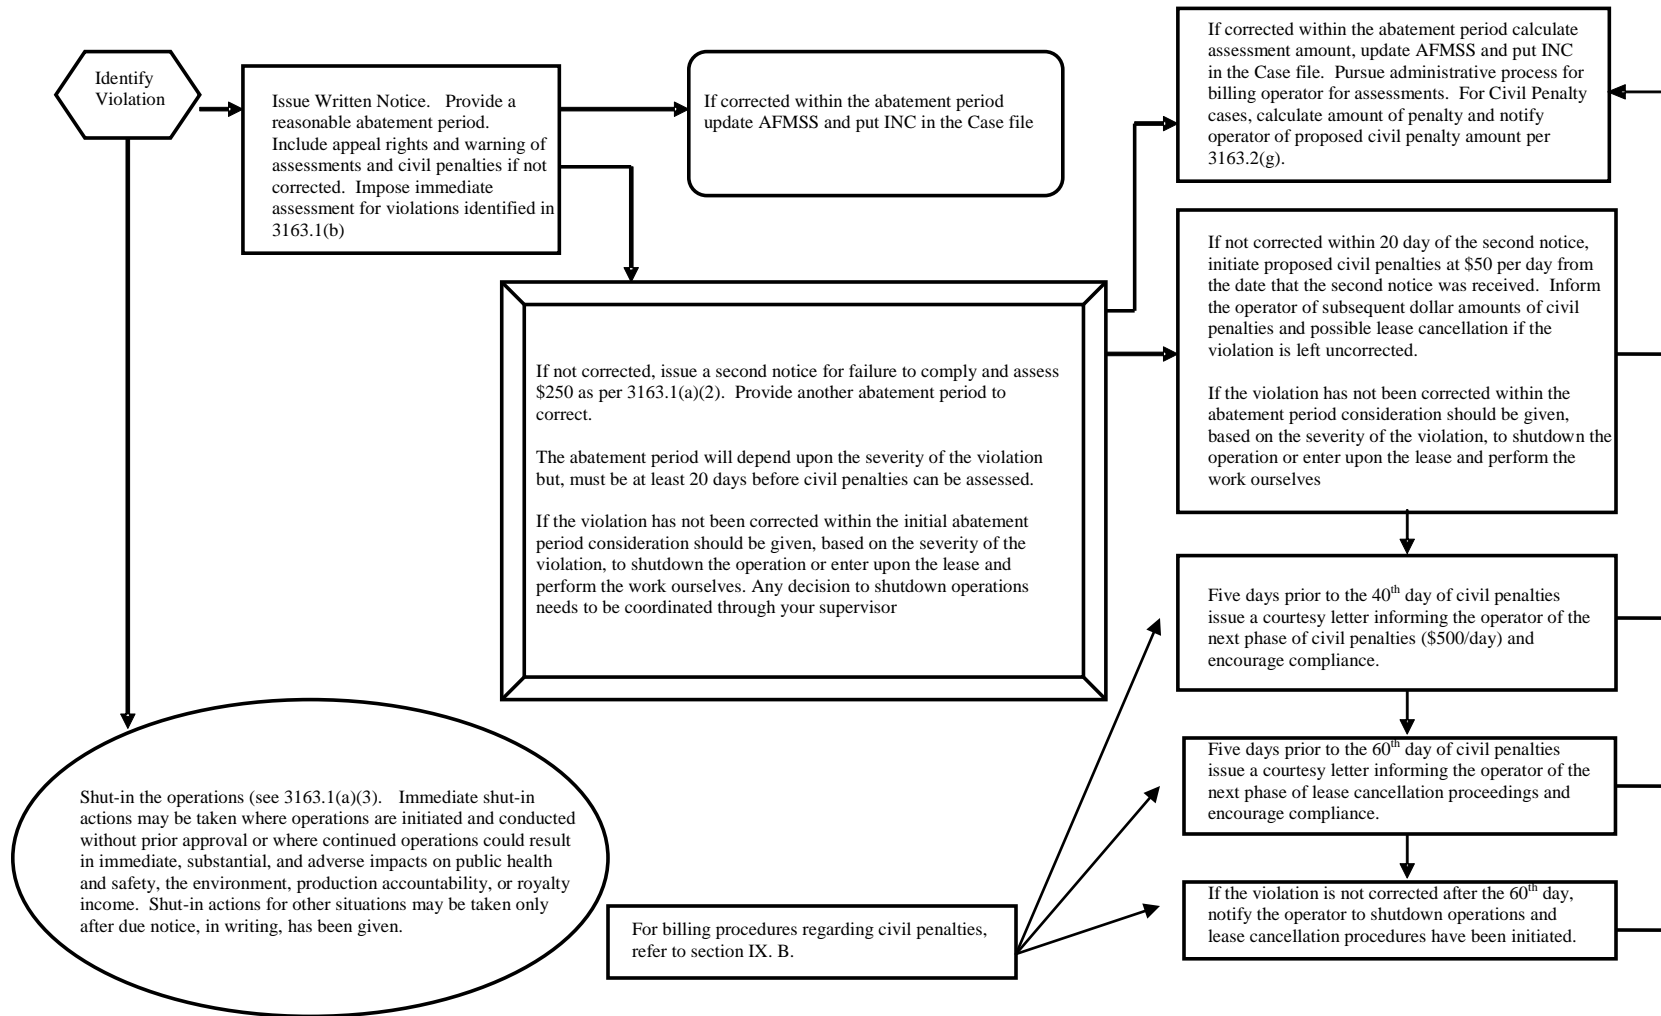 Identify
Violation
Issue Written Notice.   Provide a
reasonable abatement period.
Include appeal rights and warning of
assessments and civil penalties if not
corrected.  Impose immediate
assessment for violations identified in
3163.1(b)
If corrected within the abatement period
update AFMSS and put INC in the Case file
If corrected within the abatement period calculate
assessment amount, update AFMSS and put INC
in the Case file.  Pursue administrative process for
billing operator for assessments.  For Civil Penalty
cases, calculate amount of penalty and notify
operator of proposed civil penalty amount per
3163.2(g).
If not corrected, issue a second notice for failure to comply and assess
$250 as per 3163.1(a)(2).  Provide another abatement period to
correct.
The abatement period will depend upon the severity of the violation
but, must be at least 20 days before civil penalties can be assessed.
If the violation has not been corrected within the initial abatement
period consideration should be given, based on the severity of the
violation, to shutdown the operation or enter upon the lease and
perform the work ourselves. Any decision to shutdown operations
needs to be coordinated through your supervisor
If not corrected within 20 day of the second notice,
initiate proposed civil penalties at $50 per day from
the date that the second notice was received.  Inform
the operator of subsequent dollar amounts of civil
penalties and possible lease cancellation if the
violation is left uncorrected.
If the violation has not been corrected within the
abatement period consideration should be given,
based on the severity of the violation, to shutdown the
operation or enter upon the lease and perform the
work ourselves
Five days prior to the 40th day of civil penalties
issue a courtesy letter informing the operator of the
next phase of civil penalties ($500/day) and
encourage compliance.
Five days prior to the 60th day of civil penalties
issue a courtesy letter informing the operator of the
next phase of lease cancellation proceedings and
encourage compliance.
If the violation is not corrected after the 60th day,
notify the operator to shutdown operations and
lease cancellation procedures have been initiated.
Shut-in the operations (see 3163.1(a)(3).   Immediate shut-in
actions may be taken where operations are initiated and conducted
without prior approval or where continued operations could result
in immediate, substantial, and adverse impacts on public health
and safety, the environment, production accountability, or royalty
income.  Shut-in actions for other situations may be taken only
after due notice, in writing, has been given.
For billing procedures regarding civil penalties,
refer to section IX. B.